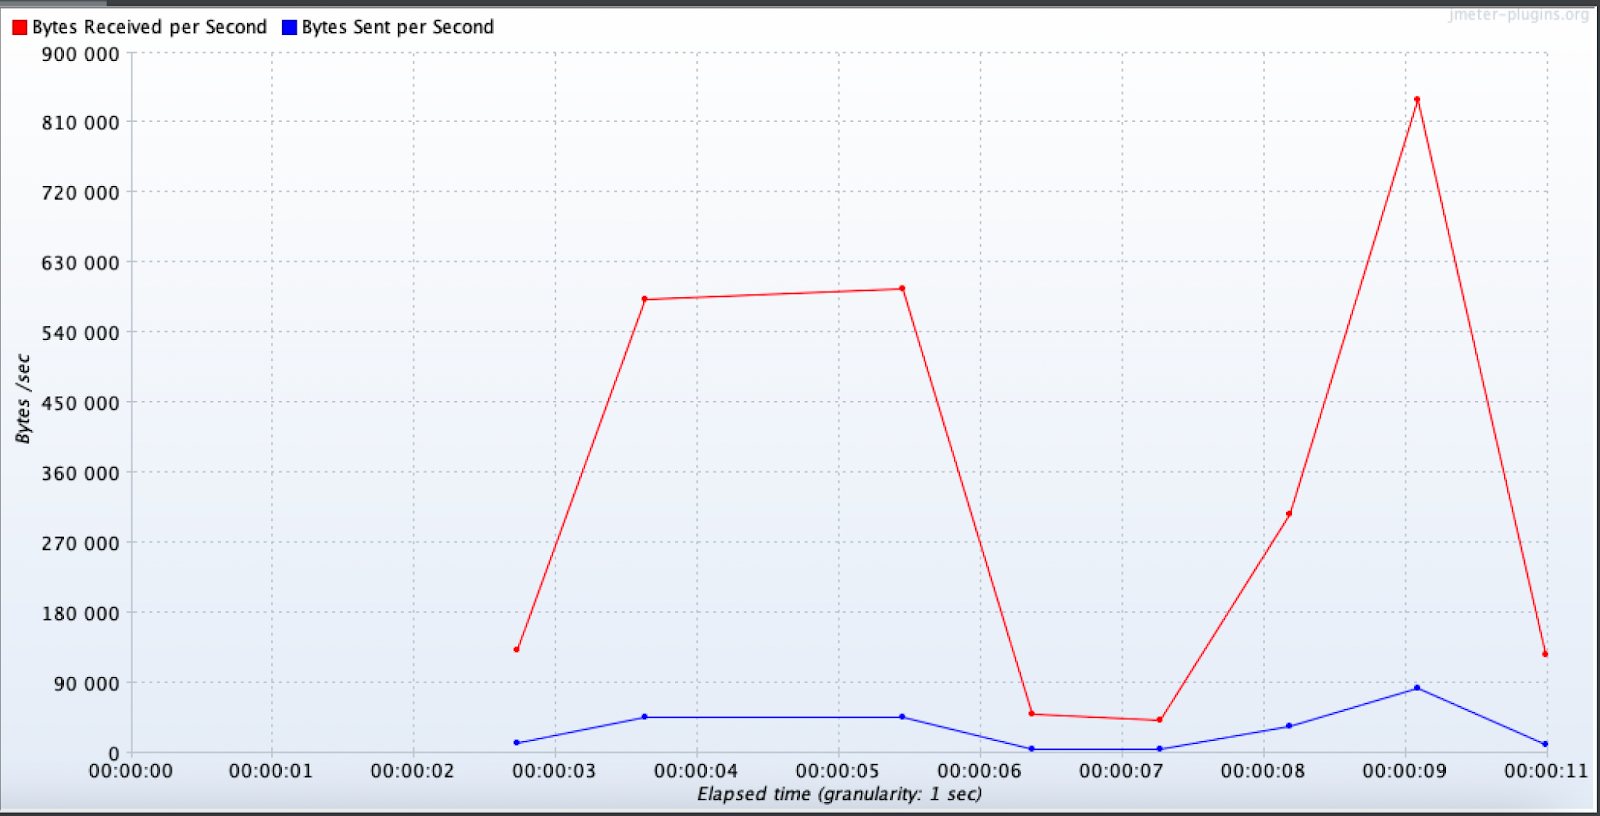 jmeter-plugins.org
Bytes Received per Second Bytes Sent per Second
900 000
810 000
720 000
630 000
540 000
450 000
360 000
270 000
180 000
90 000
0
Bytes /sec
00:00:00 00:00:01 00:00:02 00:00:03 00:00:04 00:00:05 00:00:06 00:00:07 00:00:08 00:00:09 00:00:11
Elapsed time (granularity: 1 sec)